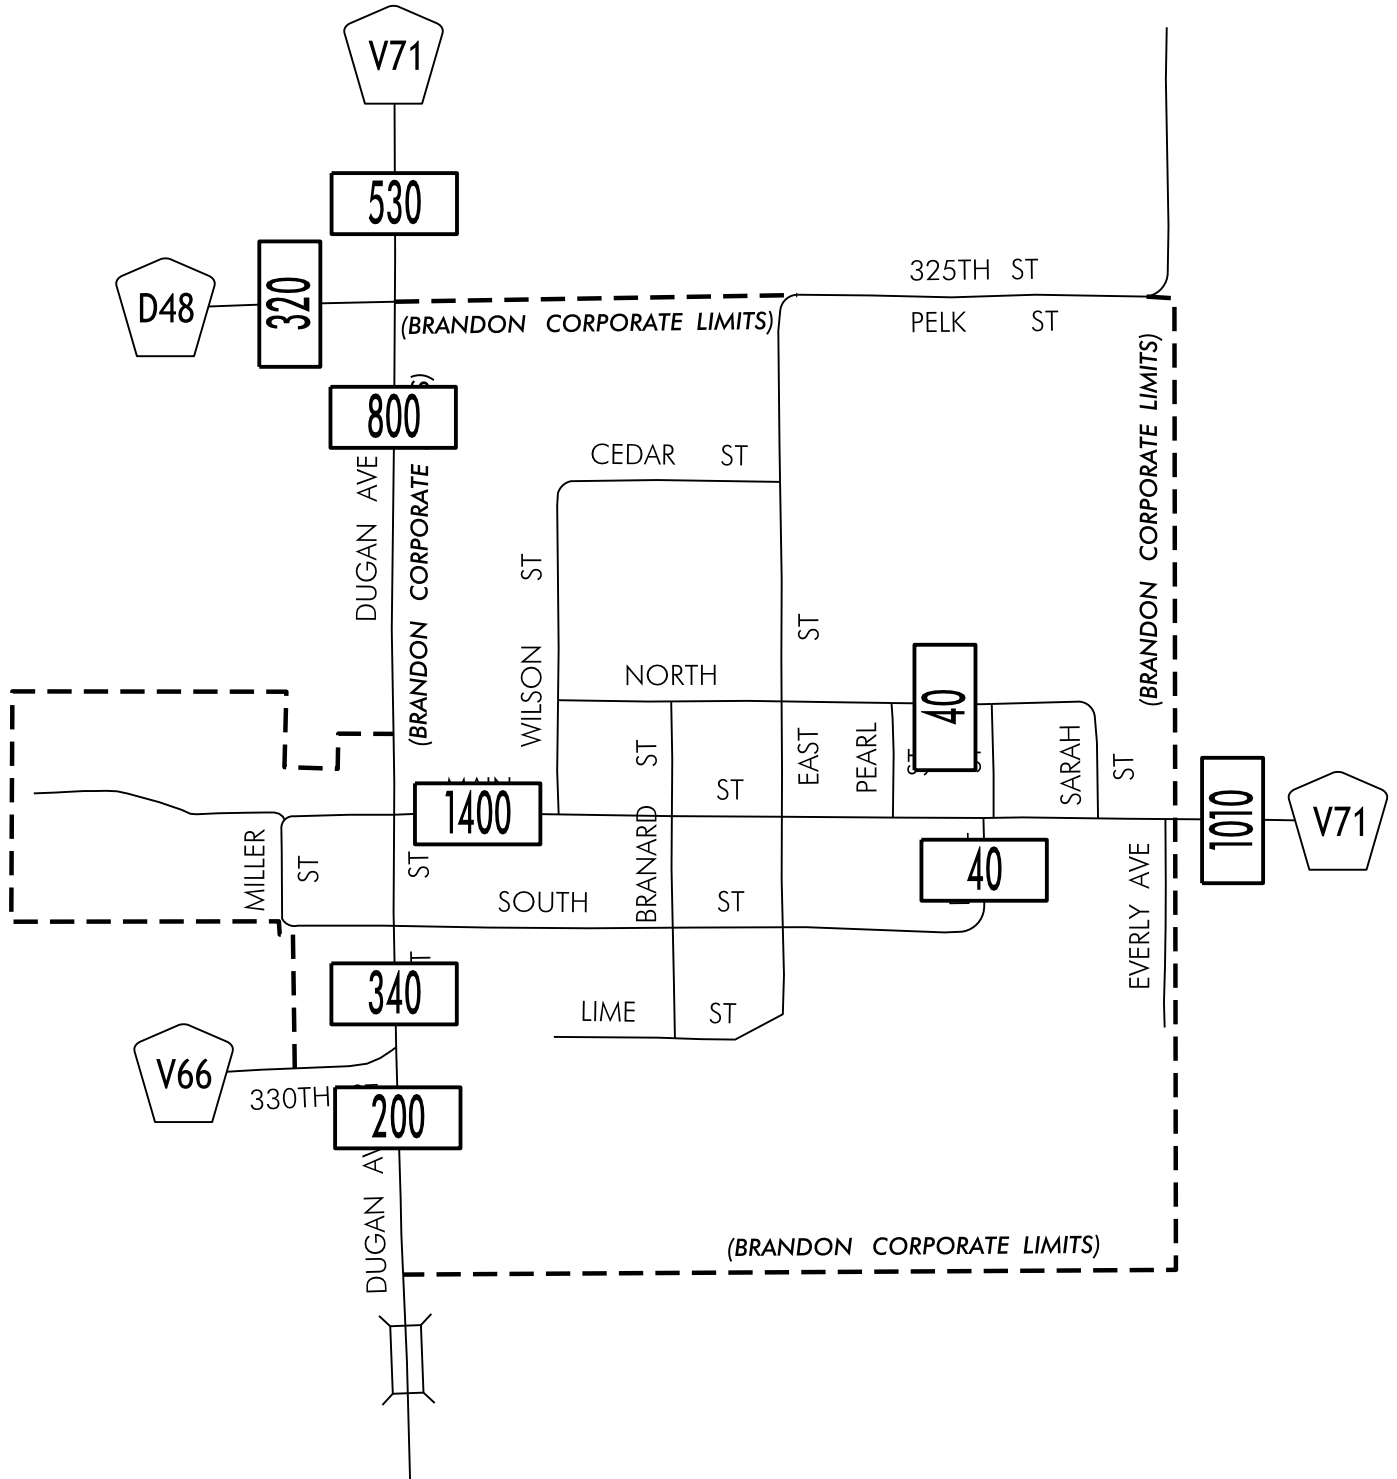 V71
530
320
D48
325TH ST
(BRANDON CORPORATE LIMITS)
PELK ST
800
DUGAN AVE
(BRANDON CORPORATE
(BRANDON CORPORATE LIMITS)
CEDAR ST
WILSON ST
EAST ST
NORTH ST
BRANARD ST
PEARL
40
SARAH ST
1400
1010
V71
MILLER ST
ST
40
EVERLY AVE
SOUTH ST
340
LIME ST
V66
330TH
200
DUGAN
(BRANDON CORPORATE LIMITS)